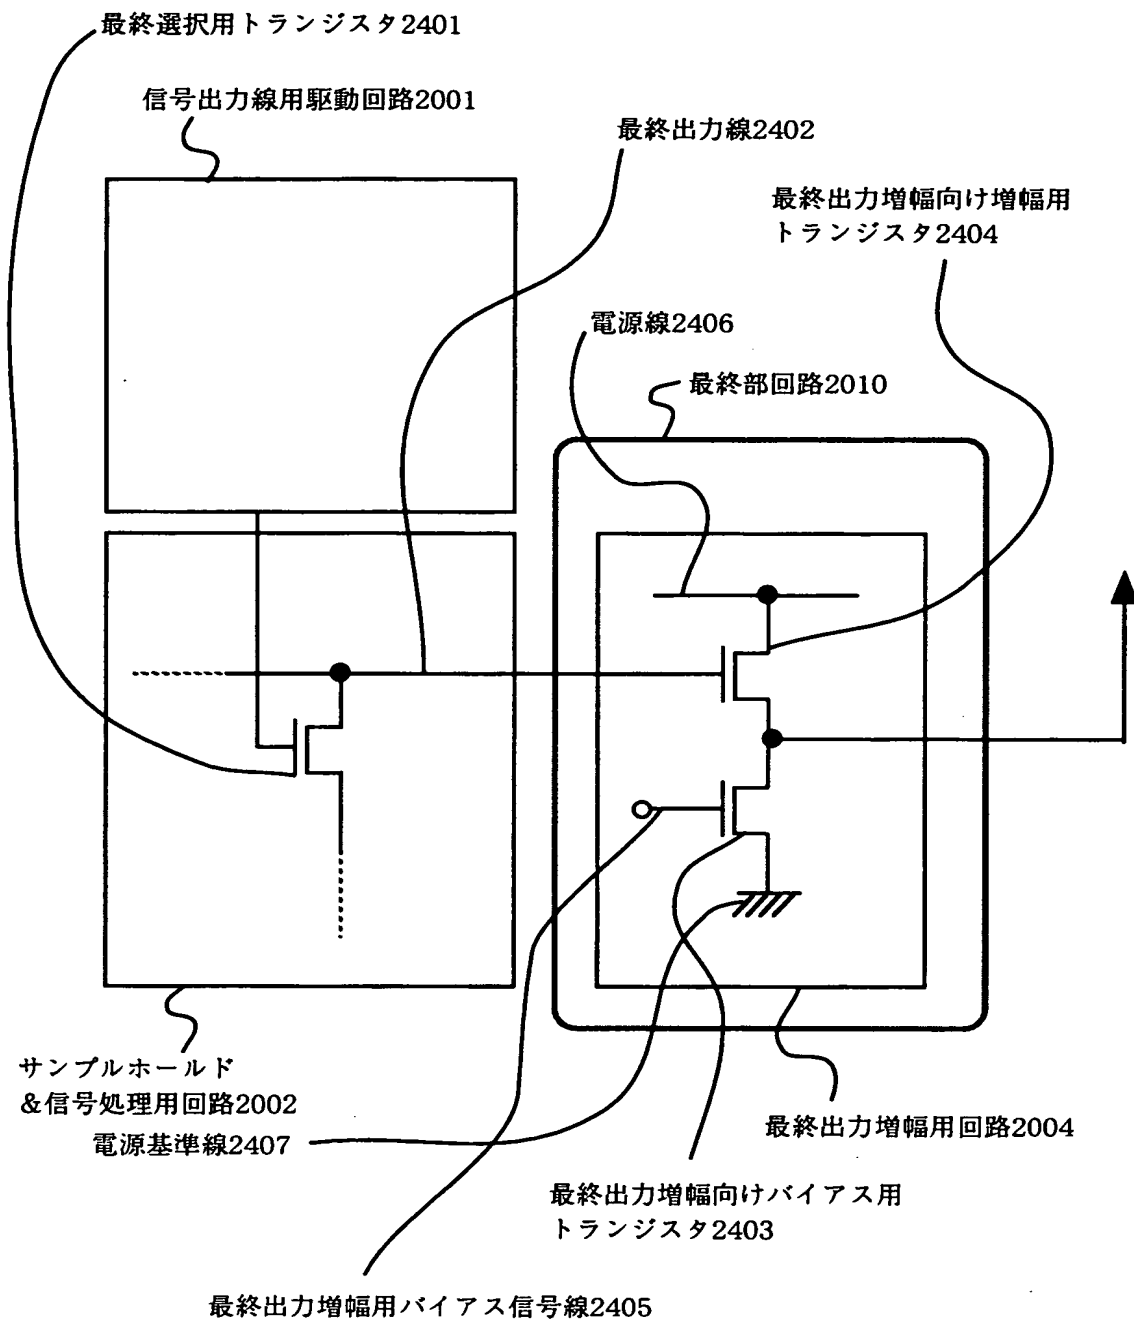 最終選択用トランジスタ2401
信号出力線用駆動回路2001
最終出力線2402
最終出力増幅向け増幅用
トランジスタ2404
電源線2406
最終部回路2010
サンプルホールド
&信号処理用回路2002
電源基準線2407
最終出力増幅用回路2004
最終出力増幅向けバイアス用
トランジスタ2403
最終出力増幅用バイアス信号線2405